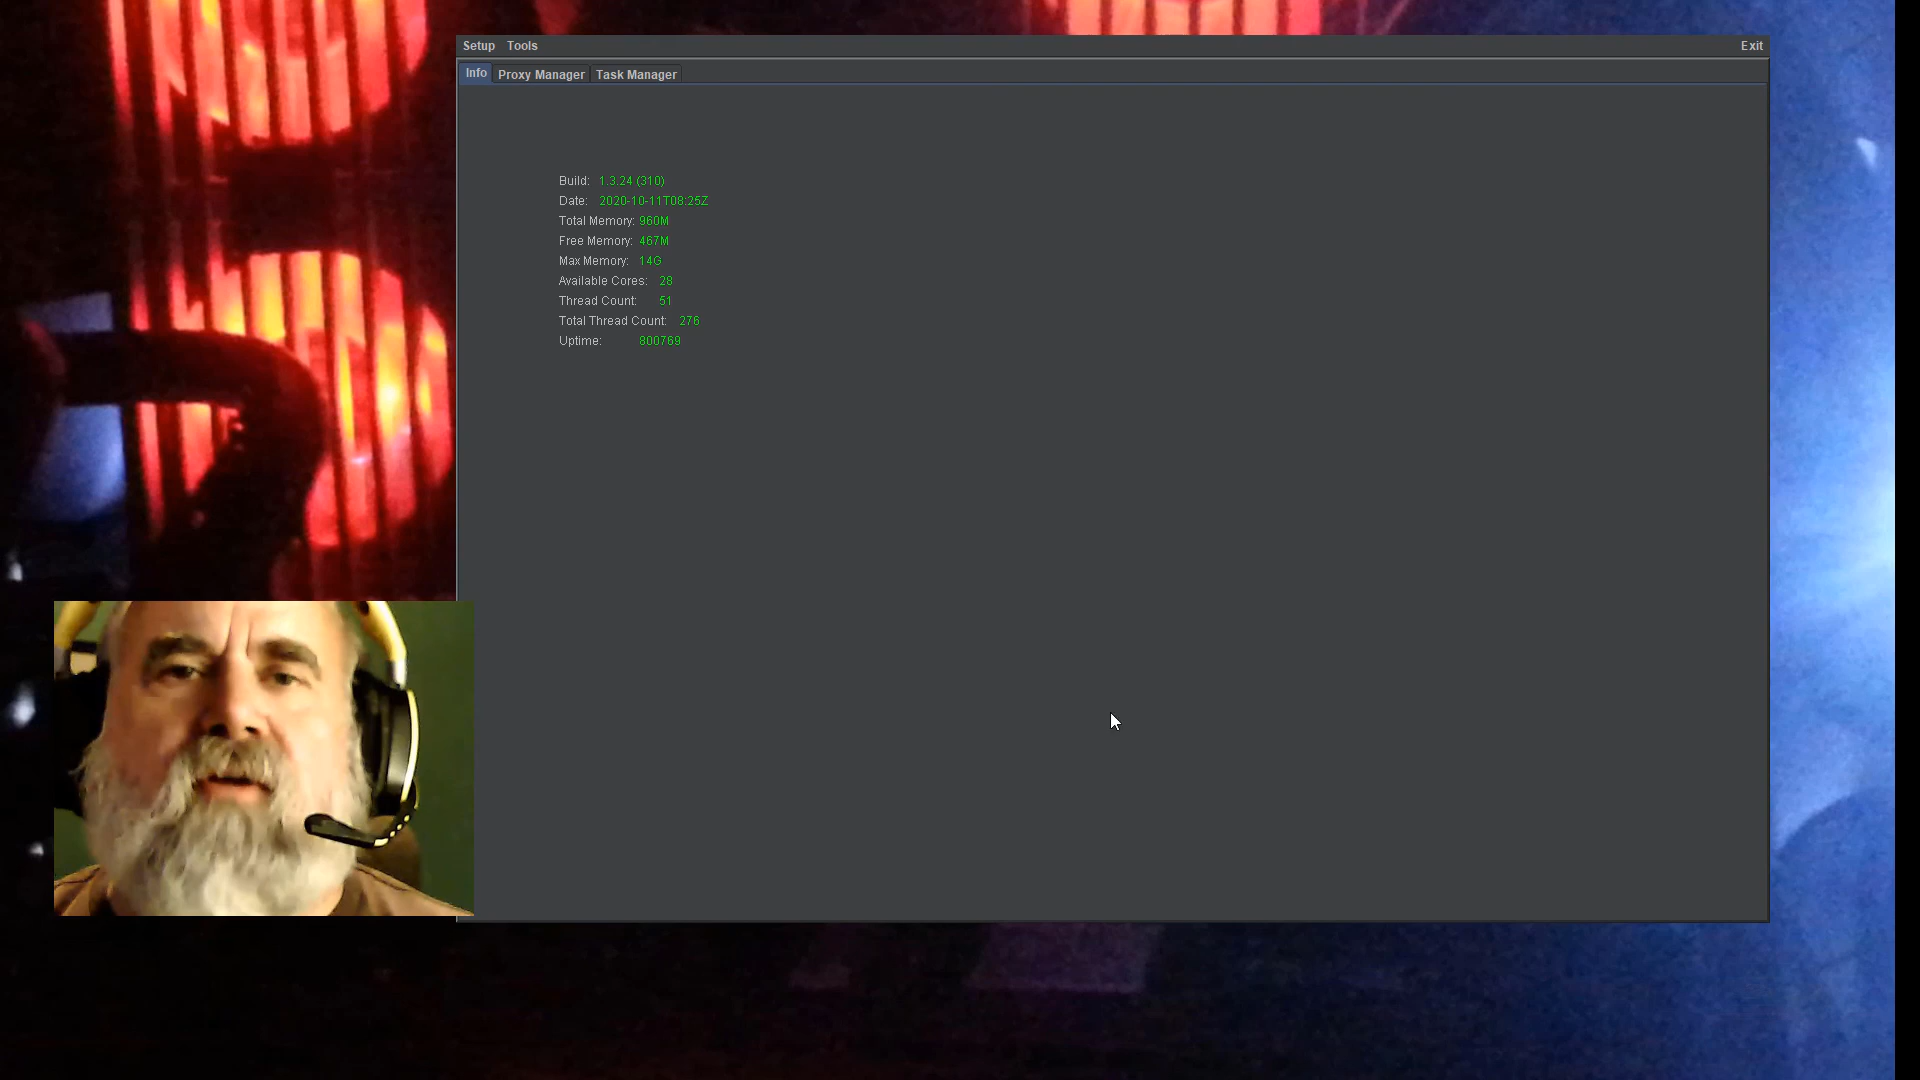 Setup Tools Exit
Info Proxy Manager Task Manager
Build: 1.3.24 (310)
Date: 2020-10-11T08:25Z
Total Memory: 960M
Free Memory: 467M
Max Memory: 14G
Available Cores: 28
Thread Count: 51
Total Thread Count: 276
Uptime: 800769